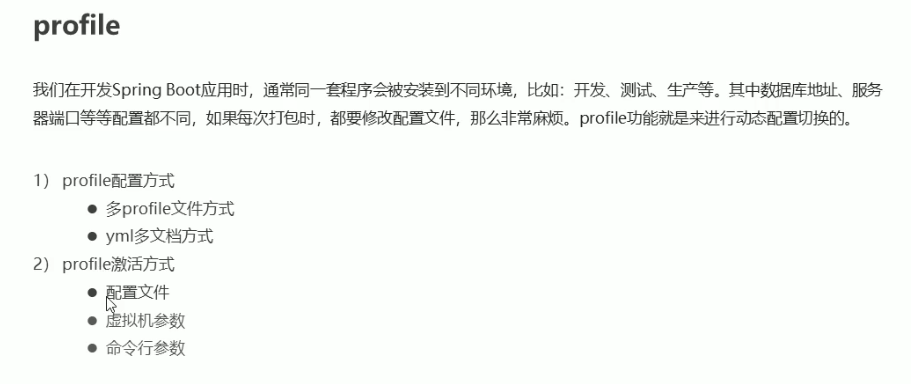 profile
我们在开发Spring Boot应用时，通常同一套程序会被安装到不同环境，比如：开发、测试、生产等。其中数据库地址、服务
器端口等等配置都不同，如果每次打包时，都要修改配置文件，那么非常麻烦。profile功能就是来进行动态配置切换的。
1） profile配置方式
● 多profile文件方式
● yml多文档方式
2） profile激活方式
● 配置文件
● 虚拟机参数
● 命令行参数